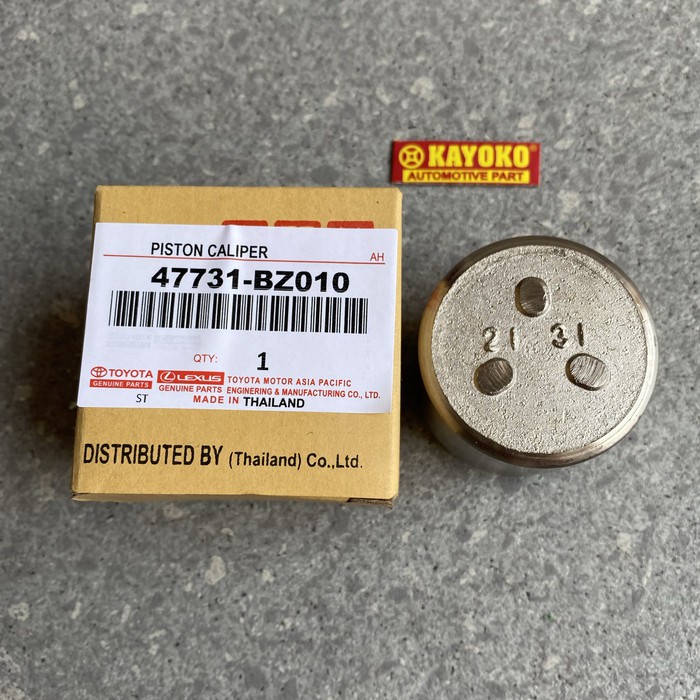 KAYOKO
AUTOMOTIVE PART
PISTON CALIPER
AH
47731-BZ010
QTY: 1
TOYOTA
GENUINE PARTS
LEXUS
GENUINE PARTS
TOYOTA MOTOR ASIA PACIFIC
ENGINEERING & MANUFACTURING CO., LTD.
ST
MADE IN THAILAND
DISTRIBUTED BY (Thailand) Co.,Ltd.
21 31